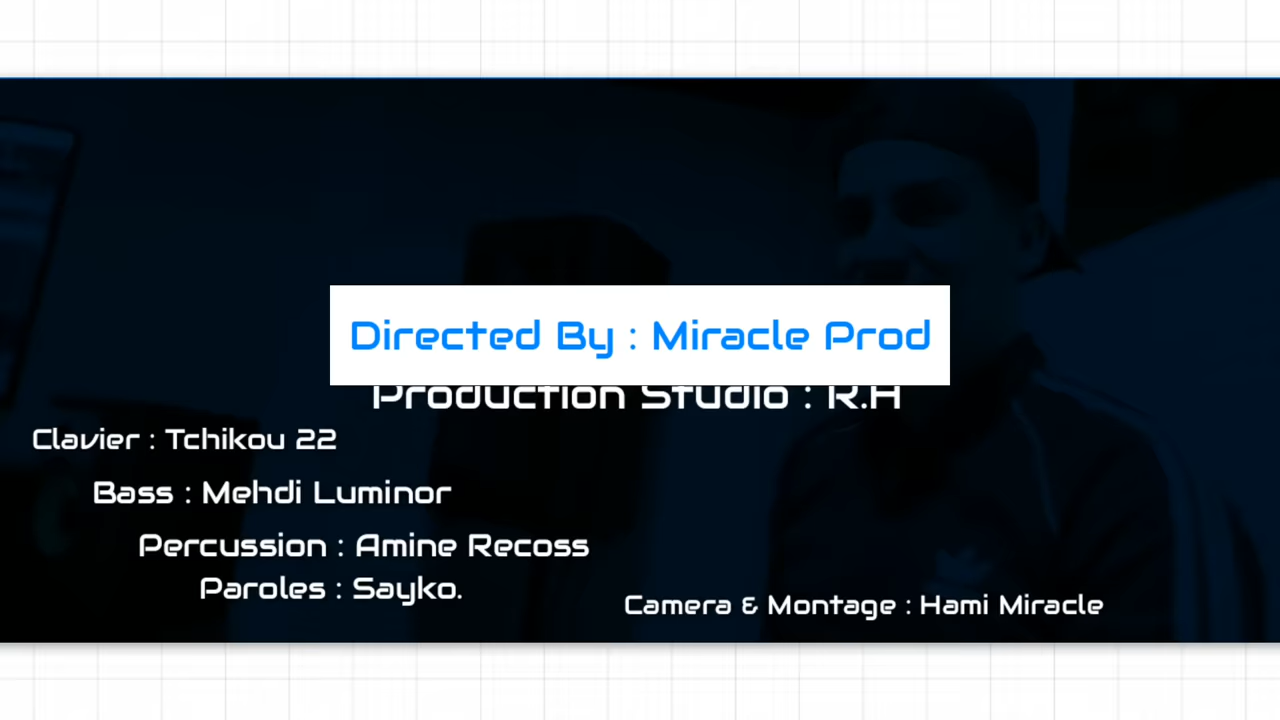 Directed By : Miracle Prod
Production Studio : R.H
Clavier : Tchikou 22
Bass : Mehdi Luminor
Percussion : Amine Recoss
Paroles : Sayko.
Camera & Montage : Hami Miracle